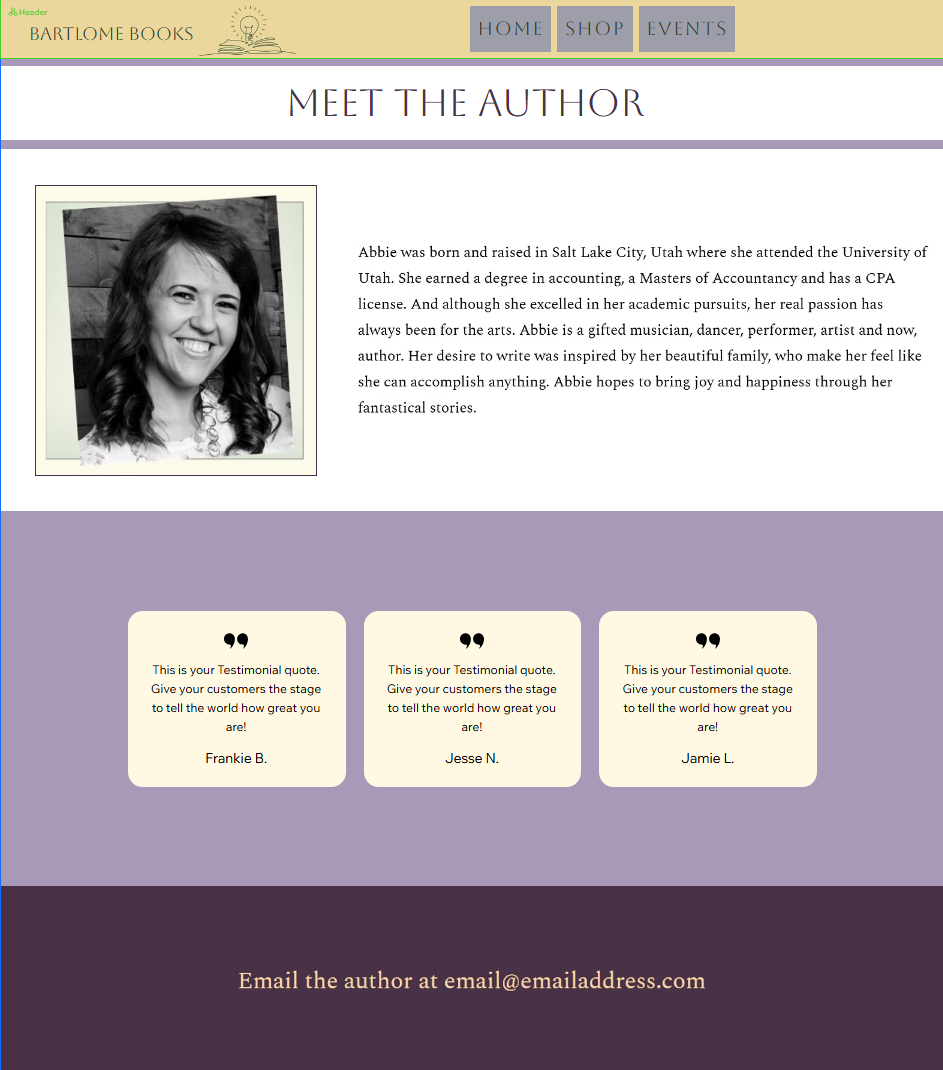 Header
BARTLOME BOOKS
HOME SHOP EVENTS
MEET THE AUTHOR
Abbie was born and raised in Salt Lake City, Utah where she attended the University of
Utah. She earned a degree in accounting, a Masters of Accountancy and has a CPA
license. And although she excelled in her academic pursuits, her real passion has
always been for the arts. Abbie is a gifted musician, dancer, performer, artist and now,
author. Her desire to write was inspired by her beautiful family, who make her feel like
she can accomplish anything. Abbie hopes to bring joy and happiness through her
fantastical stories.
This is your Testimonial quote.
Give your customers the stage
to tell the world how great you
are!
Frankie B.
This is your Testimonial quote.
Give your customers the stage
to tell the world how great you
are!
Jesse N.
This is your Testimonial quote.
Give your customers the stage
to tell the world how great you
are!
Jamie L.
Email the author at email@emailaddress.com